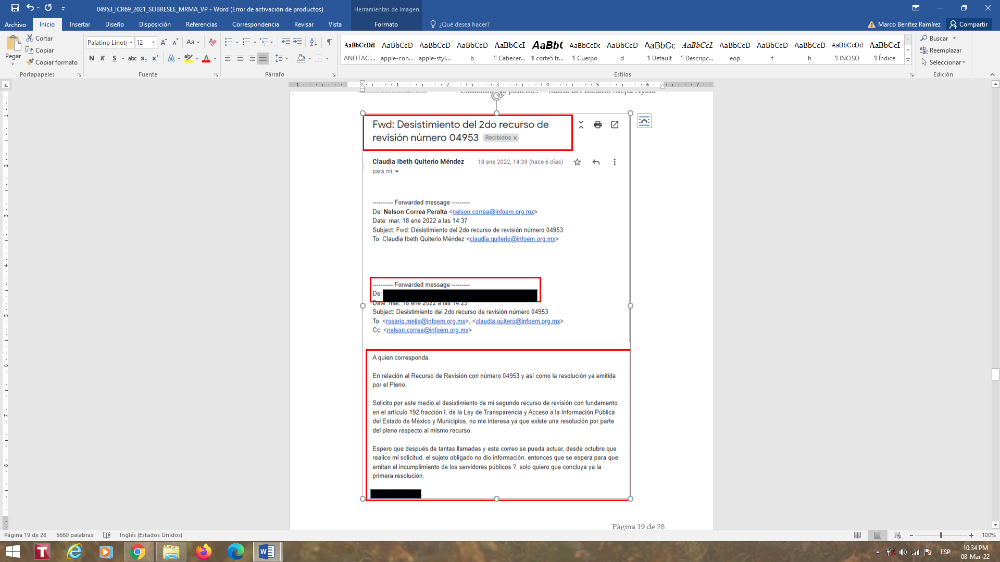 04953_ICR69_2021_SOBRESEE_MRMA_VP - Word (Error de activación de productos)
Herramientas de imagen
Archivo Inicio Insertar Diseño Disposición Referencias Correspondencia Revisar Vista Formato ¿Qué desea hacer? Marco Benítez Ramírez Compartir
Pegar
Cortar
Copiar
Copiar formato
Portapapeles
Palatino Linoty 12
N K S abc x₂ x²
Fuente
Párrafo
AaBbCcDdI AaBbCcD AaBbCcD AaBbCcD AaBbCcI AaBb( AaBbCcDc AaBbCcD AaBbCc AaBbCcL AaBbCcD AaBbCcD AaBbCcD AaBbCcDd AaBbCcI
ANOTACI... apple-con... apple-styl... b ¶ Cabecer... ¶ corte5 tr... ¶ Cuerpo d ¶ Default ¶ Descripc... eop f h ¶ INCISO ¶ Índice
Estilos
Buscar
Reemplazar
Seleccionar
Edición
1 1 2 3 4 5 6 7
Comisionada ponente: María del Rosario Mejía Ayala
Fwd: Desistimiento del 2do recurso de
revisión número 04953 Recibidos ×
Claudia Ibeth Quiterio Méndez 18 ene 2022, 14:39 (hace 6 días)
para mí
---------- Forwarded message ---------
De: Nelson Correa Peralta <nelson.correa@infoem.org.mx>
Date: mar, 18 ene 2022 a las 14:37
Subject: Fwd: Desistimiento del 2do recurso de revisión número 04953
To: Claudia Ibeth Quiterio Méndez <claudia.quiterio@infoem.org.mx>
---------- Forwarded message ---------
De:
Date: mar, 18 ene 2022 a las 14:23
Subject: Desistimiento del 2do recurso de revisión número 04953
To: <rosario.mejia@infoem.org.mx>, <claudia.quitero@infoem.org.mx>
Cc: <nelson.correa@infoem.org.mx>
A quien corresponda.
En relación al Recurso de Revisión con número 04953 y así como la resolución ya emitida
por el Pleno.
Solicito por este medio el desistimiento de mi segundo recurso de revisión con fundamento
en el artículo 192 fracción I, de la Ley de Transparencia y Acceso a la Información Pública
del Estado de México y Municipios, no me interesa ya que existe una resolución por parte
del pleno respecto al mismo recurso.
Espero que después de tantas llamadas y este correo se pueda actuar, desde octubre que
realice mi solicitud, el sujeto obligado no dio información, entonces que se espera para que
emitan el incumplimiento de los servidores públicos ?, solo quiero que concluya ya la
primera resolución.
Página 19 de 28
Página 19 de 28 5660 palabras Inglés (Estados Unidos) 100%
ESP
10:34 PM
08-Mar-22